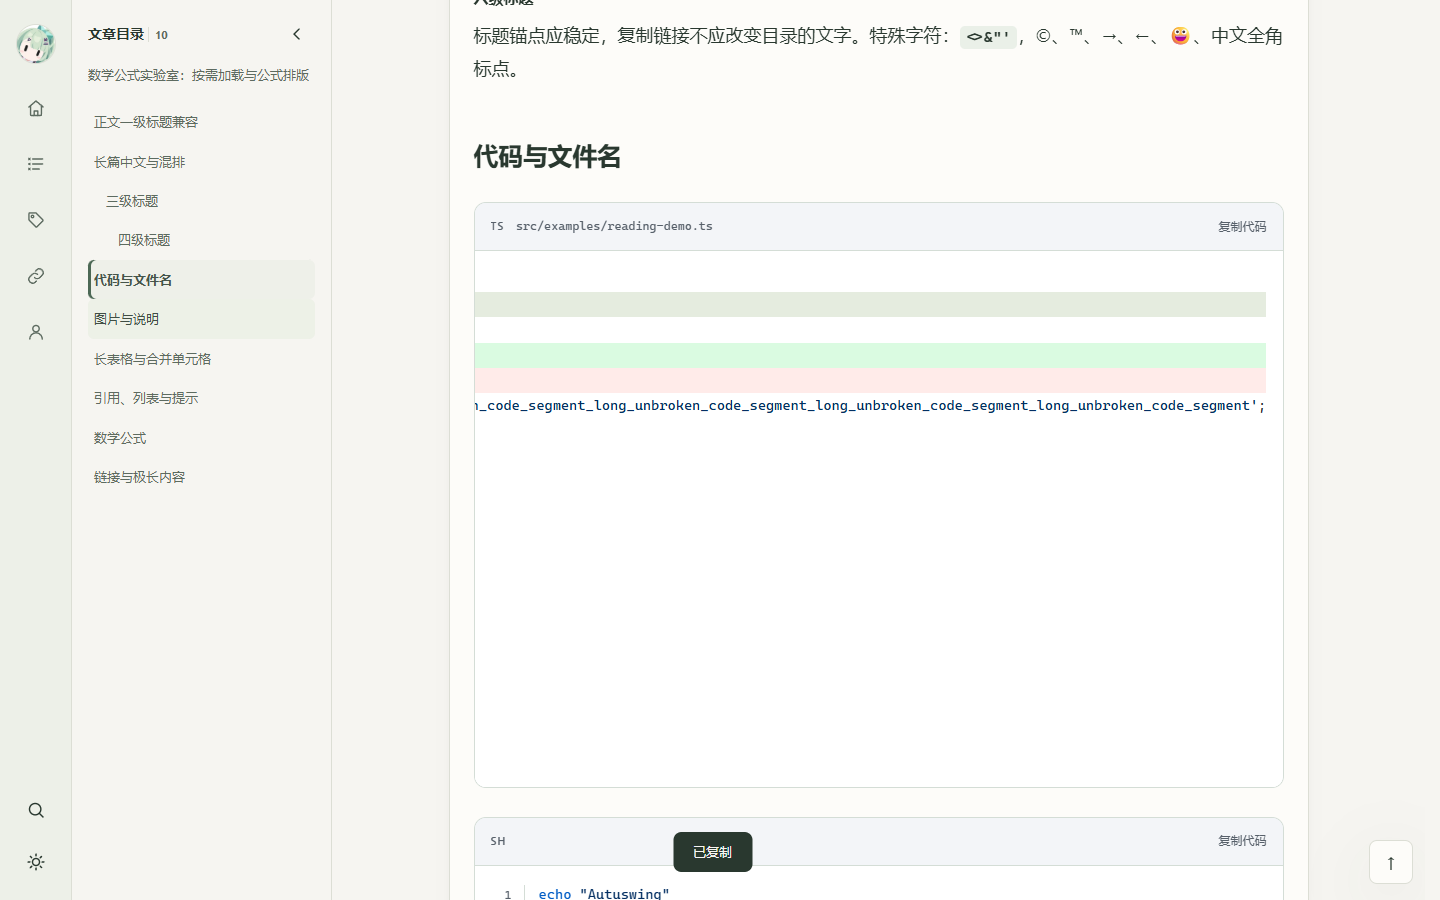 文章目录 10
数学公式实验室：按需加载与公式排版
正文一级标题兼容
长篇中文与混排
三级标题
四级标题
代码与文件名
图片与说明
长表格与合并单元格
引用、列表与提示
数学公式
链接与极长内容
六级标题
标题锚点应稳定，复制链接不应改变目录的文字。特殊字符：<>&"'，©、™、→、←、😀、中文全角
标点。
代码与文件名
TS src/examples/reading-demo.ts 复制代码
_code_segment_long_unbroken_code_segment_long_unbroken_code_segment_long_unbroken_code_segment';
SH 复制代码
已复制
1 echo "Autuswing"
↑